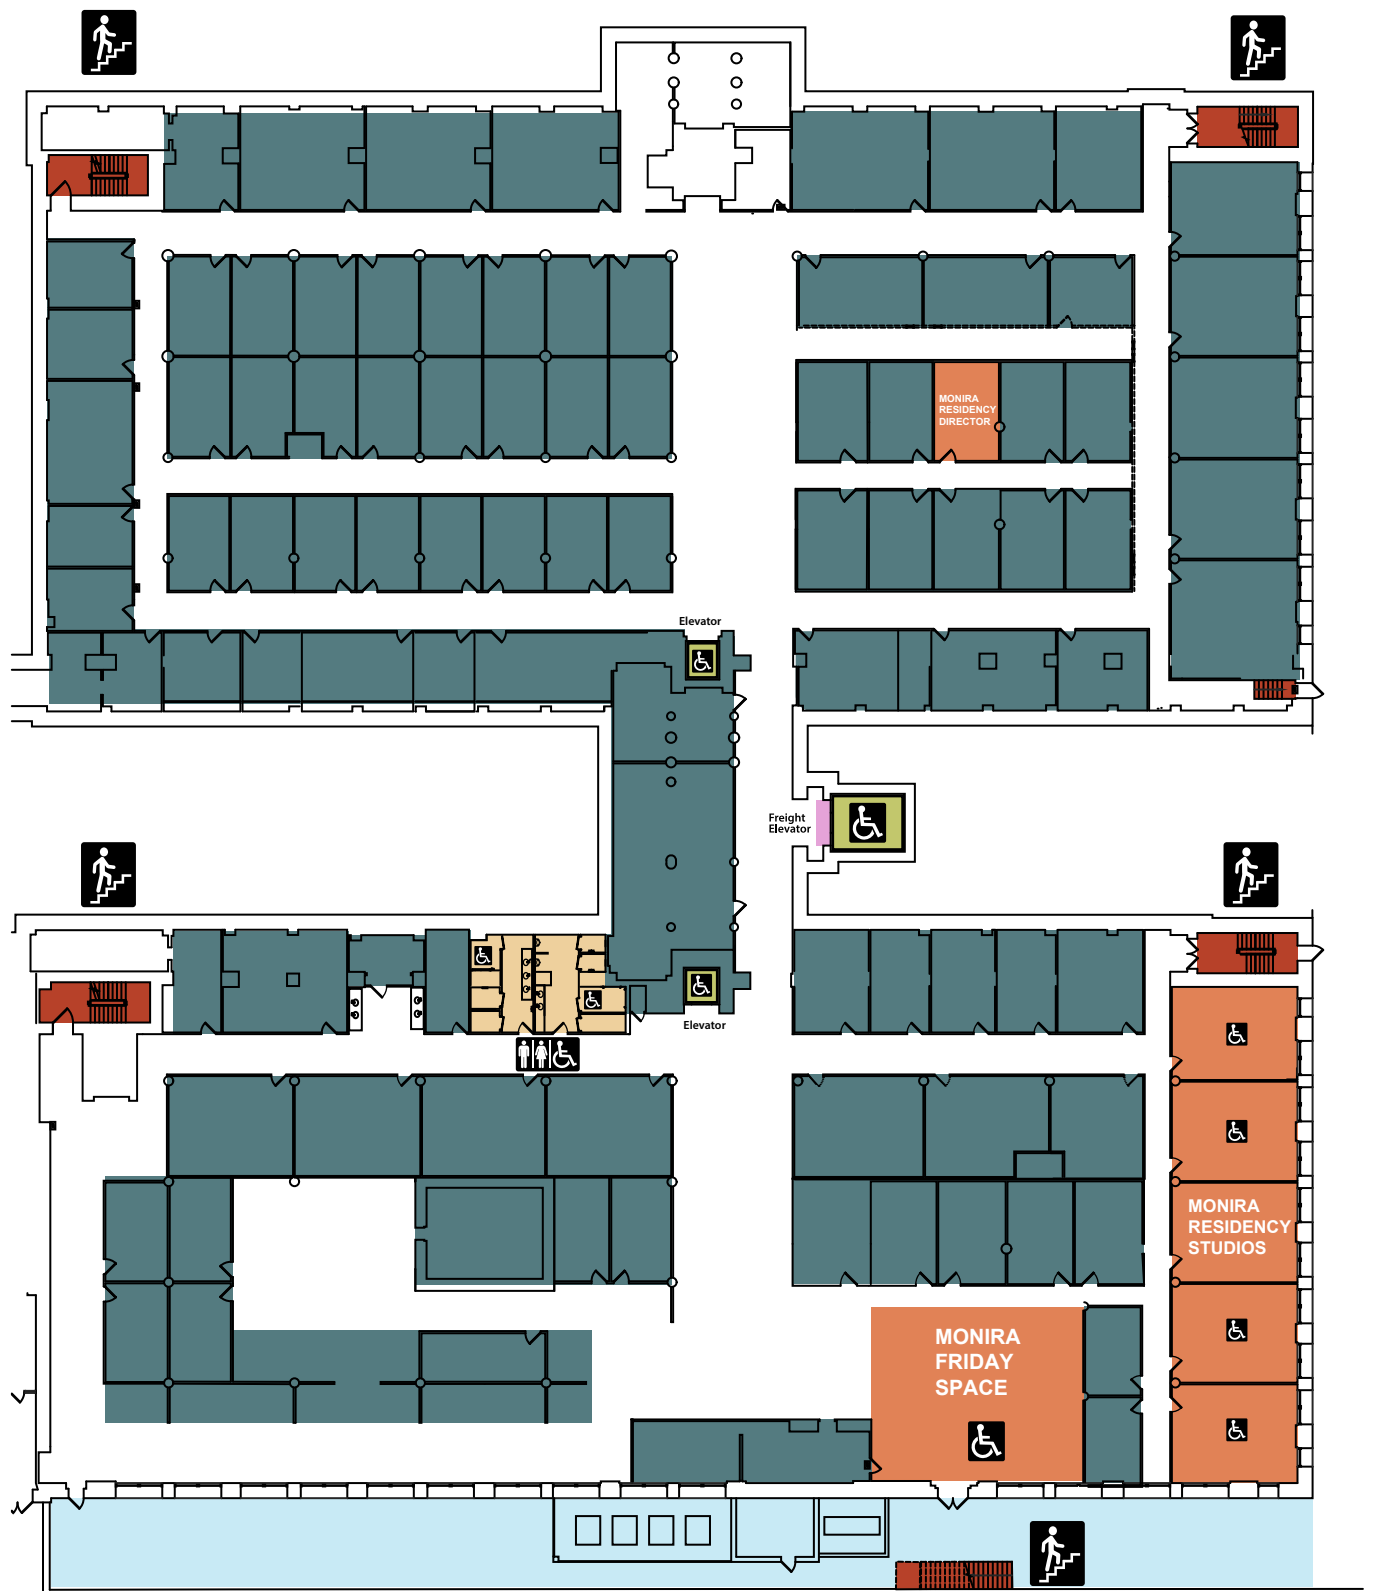 MONIRA
RESIDENCY
DIRECTOR
Elevator
Freight
Elevator
Elevator
MONIRA
RESIDENCY
STUDIOS
MONIRA
FRIDAY
SPACE